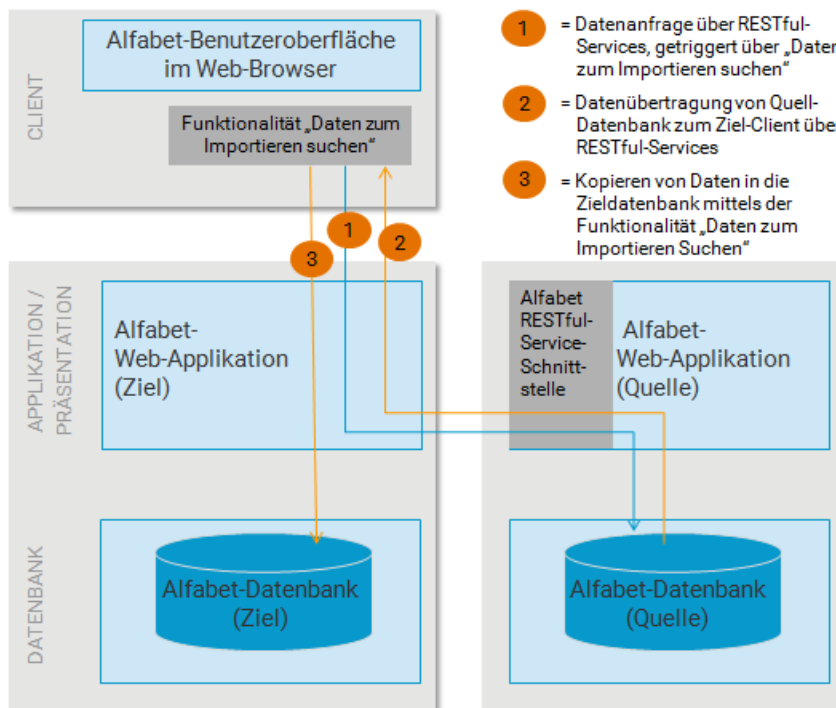 CLIENT
Alfabet-Benutzeroberfläche
im Web-Browser
Funktionalität „Daten zum
Importieren suchen“
1
= Datenanfrage über RESTful-
Services, getriggert über „Daten
zum Importieren suchen“
2
= Datenübertragung von Quell-
Datenbank zum Ziel-Client übe
RESTful-Services
3
= Kopieren von Daten in die
Zieldatenbank mittels der
Funktionalität „Daten zum
Importieren Suchen“
1
2
3
APPLIKATION /
PRÄSENTATION
Alfabet-
Web-Applikation
(Ziel)
Alfabet
RESTful-
Service-
Schnitt-
stelle
Alfabet-
Web-Applikation
(Quelle)
DATENBANK
Alfabet-Datenbank
(Ziel)
Alfabet-Datenbank
(Quelle)